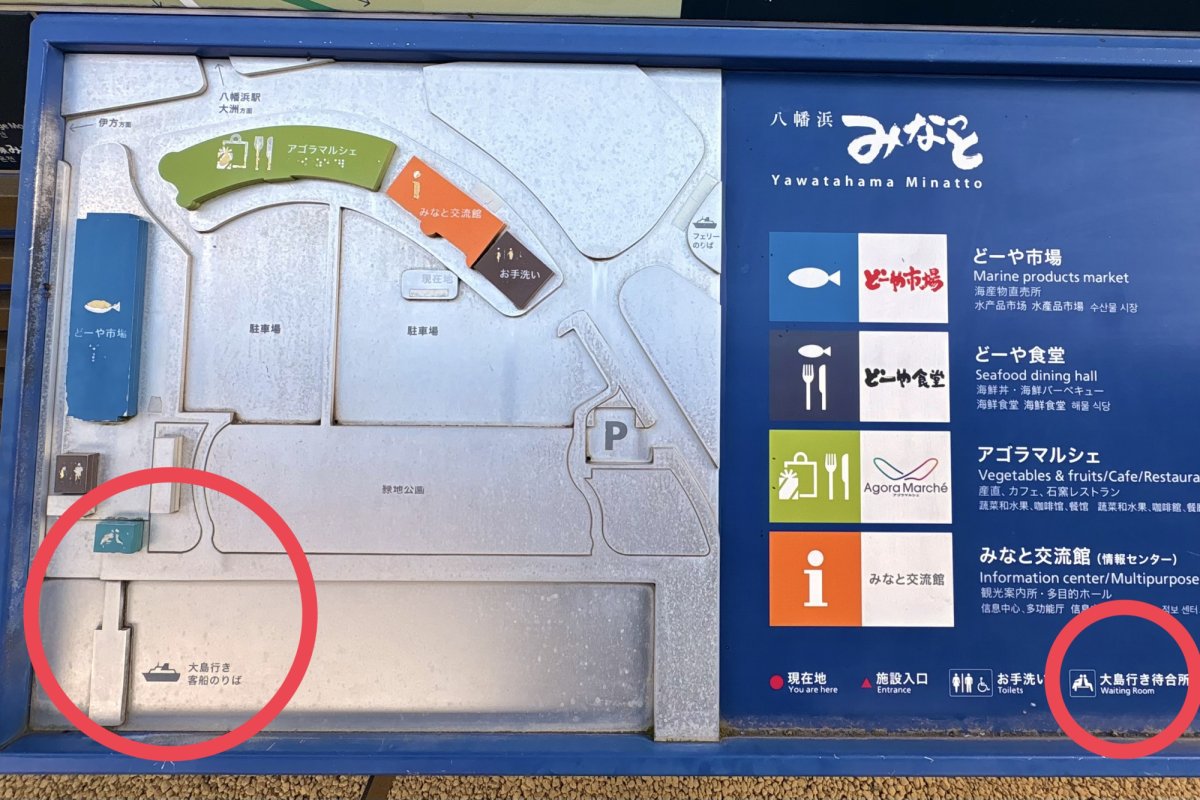 八幡浜駅
大洲方面
伊方方面
アゴラマルシェ
みなと交流館
お手洗い
フェリー
のりば
現在地
どーや市場
駐車場
駐車場
P
緑地公園
大島行き
客船のりば
八幡浜
みなっと
Yawatahama Minatto
どーや市場
どーや市場
Marine products market
海産物直売所
水产品市场 水產品市場 수산물 시장
どーや食堂
どーや食堂
Seafood dining hall
海鮮丼・海鮮バーベキュー
海鲜食堂 海鮮食堂 해물 식당
Agora Marché
アゴラマルシェ
アゴラマルシェ
Vegetables & fruits/Cafe/Restaura
産直、カフェ、石窯レストラン
蔬菜和水果、咖啡馆、餐馆 蔬菜和水果、咖啡館、餐
みなと交流館
みなと交流館(情報センター)
Information center/Multipurpose
観光案内所・多目的ホール
信息中心、多功能厅
現在地
You are here
施設入口
Entrance
お手洗い
Toilets
大島行き待合所
Waiting Room